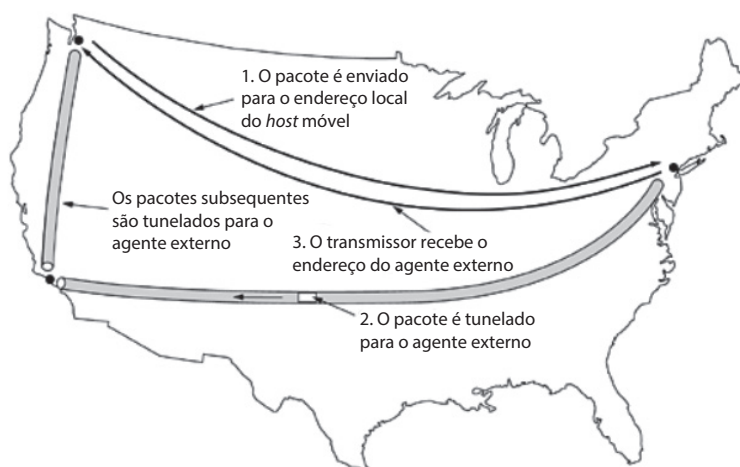 1. O pacote é enviado
para o endereço local
do host móvel
Os pacotes subsequentes
são tunelados para o
agente externo
3. O transmissor recebe o
endereço do agente externo
2. O pacote é tunelado
para o agente externo